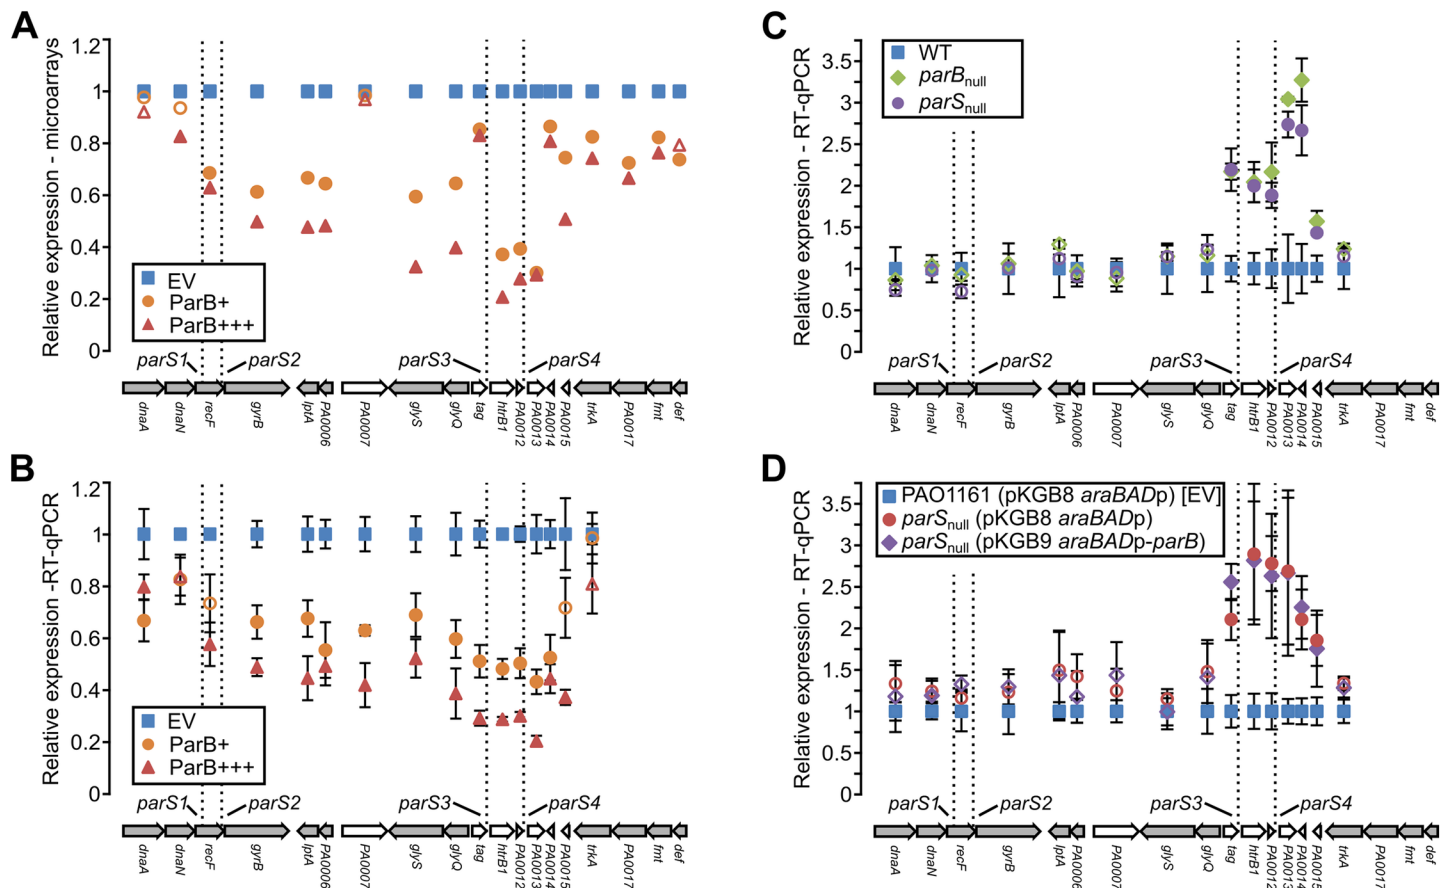 A
Relative expression - microarrays
1.2
1
0.8
0.6
0.4
0.2
0
EV
ParB+
ParB+++
parS1
parS2
parS3
parS4
dnaA
dnaN
recF
gyrB
lptA
PA0006
PA0007
glyS
glyQ
tag
htrB1
PA0012
PA0013
PA0014
PA0015
trkA
PA0017
fmt
def
B
Relative expression -RT-qPCR
1.2
1
0.8
0.6
0.4
0.2
0
EV
ParB+
ParB+++
parS1
parS2
parS3
parS4
dnaA
dnaN
recF
gyrB
lptA
PA0006
PA0007
glyS
glyQ
tag
htrB1
PA0012
PA0013
PA0014
PA0015
trkA
PA0017
fmt
def
C
Relative expression - RT-qPCR
3.5
3
2.5
2
1.5
1
0.5
0
WT
parBnull
parSnull
parS1
parS2
parS3
parS4
dnaA
dnaN
recF
gyrB
lptA
PA0006
PA0007
glyS
glyQ
tag
htrB1
PA0012
PA0013
PA0014
PA0015
trkA
PA0017
fmt
def
D
Relative expression - RT-qPCR
3.5
3
2.5
2
1.5
1
0.5
0
PAO1161 (pKGB8 araBADp) [EV]
parSnull (pKGB8 araBADp)
parSnull (pKGB9 araBADp-parB)
parS1
parS2
parS3
parS4
dnaA
dnaN
recF
gyrB
lptA
PA0006
PA0007
glyS
glyQ
tag
htrB1
PA0012
PA0013
PA0014
PA0015
trkA
PA0017
fmt
def